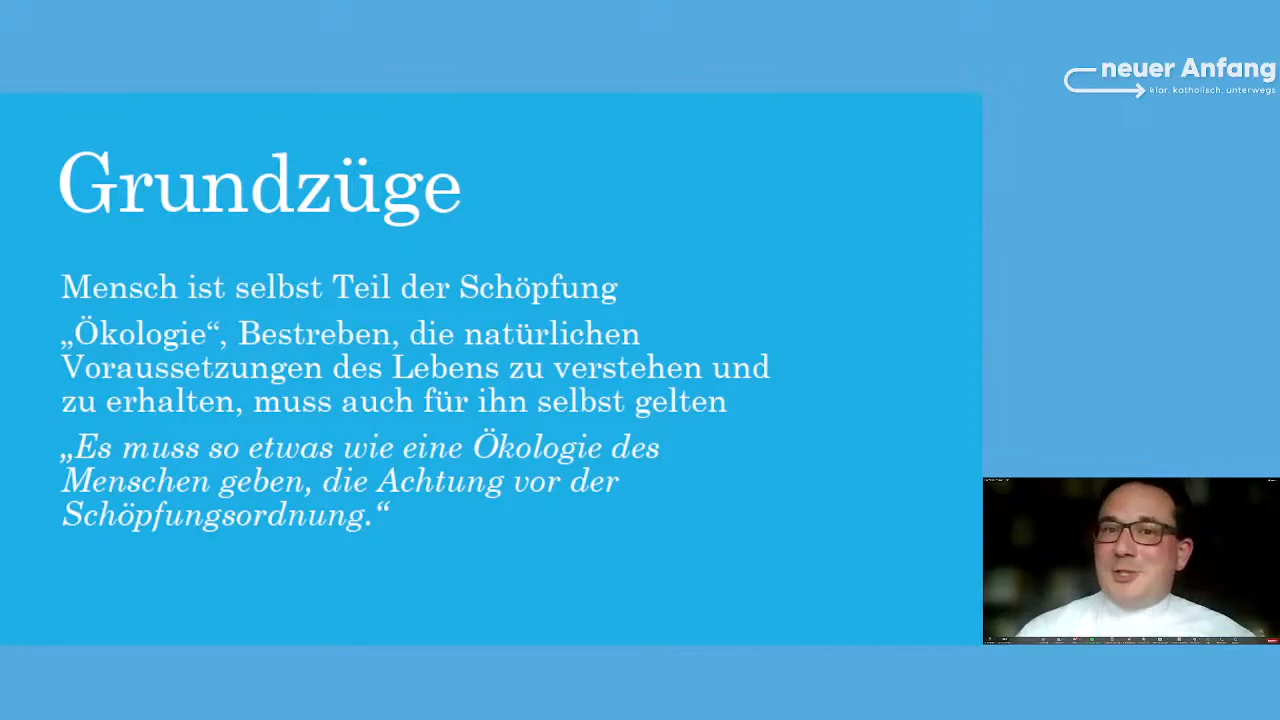 neuer Anfang
klar. katholisch. unterwegs
Grundzüge
Mensch ist selbst Teil der Schöpfung
„Ökologie“, Bestreben, die natürlichen
Voraussetzungen des Lebens zu verstehen und
zu erhalten, muss auch für ihn selbst gelten
„Es muss so etwas wie eine Ökologie des
Menschen geben, die Achtung vor der
Schöpfungsordnung.“